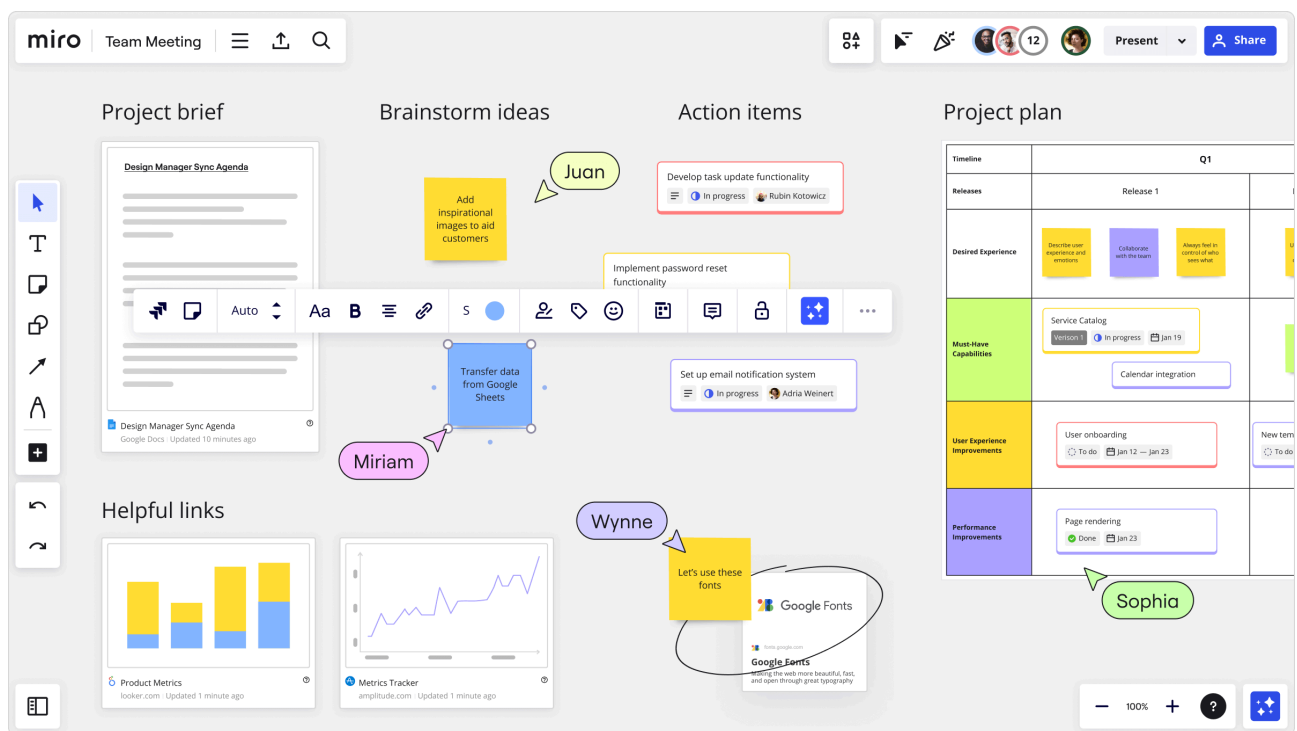 miro
Team Meeting
12
Present
Share
Project brief
Brainstorm ideas
Action items
Project plan
Design Manager Sync Agenda
Design Manager Sync Agenda
Google Docs · Updated 10 minutes ago
Add
inspirational
images to aid
customers
Juan
Auto
Aa
B
S
Transfer data
from Google
Sheets
Miriam
Develop task update functionality
In progress
Rubin Kotowicz
Implement password reset
functionality
Set up email notification system
In progress
Adria Weinert
Timeline
Q1
Releases
Release 1
Desired Experience
Describe user
experience and
emotions
Collaborate
with the team
Always feel in
control of who
sees what
Must-Have
Capabilities
Service Catalog
Verison 1
In progress
Jan 19
Calendar integration
User Experience
Improvements
User onboarding
To do
Jan 12 — Jan 23
New tem
To do
Performance
Improvements
Page rendering
Done
Jan 23
Sophia
Helpful links
Product Metrics
looker.com · Updated 1 minute ago
Metrics Tracker
amplitude.com · Updated 1 minute ago
Wynne
Let's use these
fonts
Google Fonts
fonts.google.com
Google Fonts
Making the web more beautiful, fast,
and open through great typography
100%
?